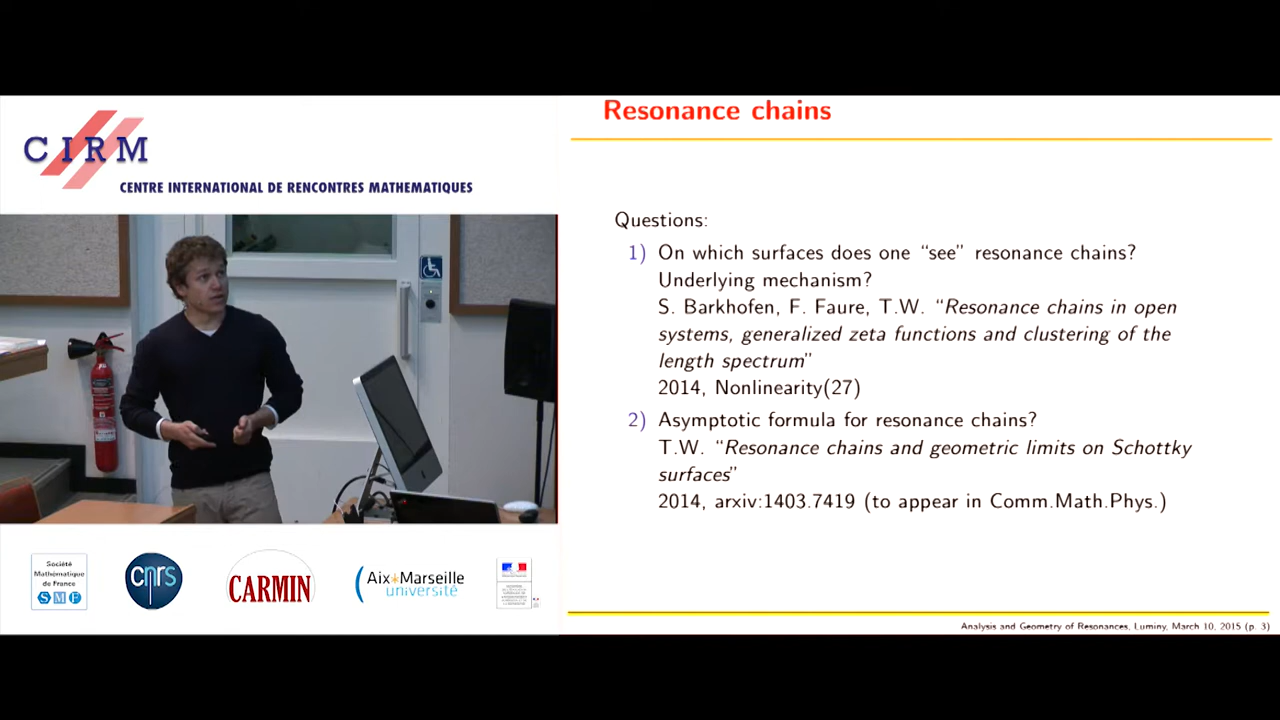 CIRM
CENTRE INTERNATIONAL DE RENCONTRES MATHEMATIQUES
Société
Mathématique
de France
SMF
cnrs
CARMIN
Aix*Marseille
université
Resonance chains
Questions:
1) On which surfaces does one “see” resonance chains?
Underlying mechanism?
S. Barkhofen, F. Faure, T.W. “Resonance chains in open
systems, generalized zeta functions and clustering of the
length spectrum”
2014, Nonlinearity(27)
2) Asymptotic formula for resonance chains?
T.W. “Resonance chains and geometric limits on Schottky
surfaces”
2014, arxiv:1403.7419 (to appear in Comm.Math.Phys.)
Analysis and Geometry of Resonances, Luminy, March 10, 2015 (p. 3)